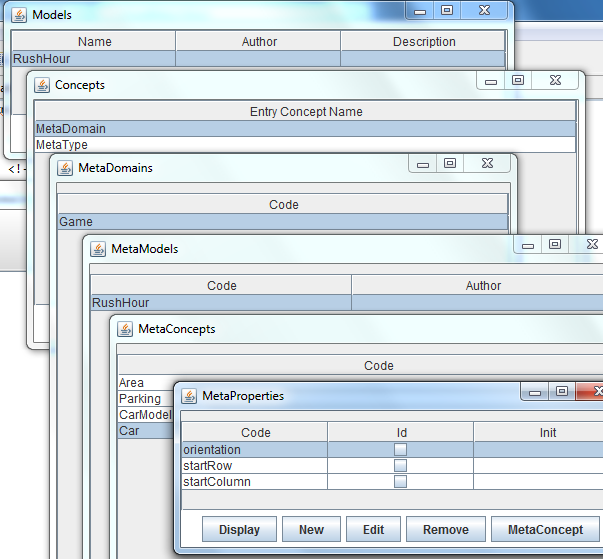 Models
Name Author Description
RushHour
Concepts
Entry Concept Name
MetaDomain
MetaType
<!-
MetaDomains
Code
Game
MetaModels
Code Author
RushHour
MetaConcepts
Code
Area
Parking
CarModel
Car
MetaProperties
Code Id Init
orientation
startRow
startColumn
Display New Edit Remove MetaConcept